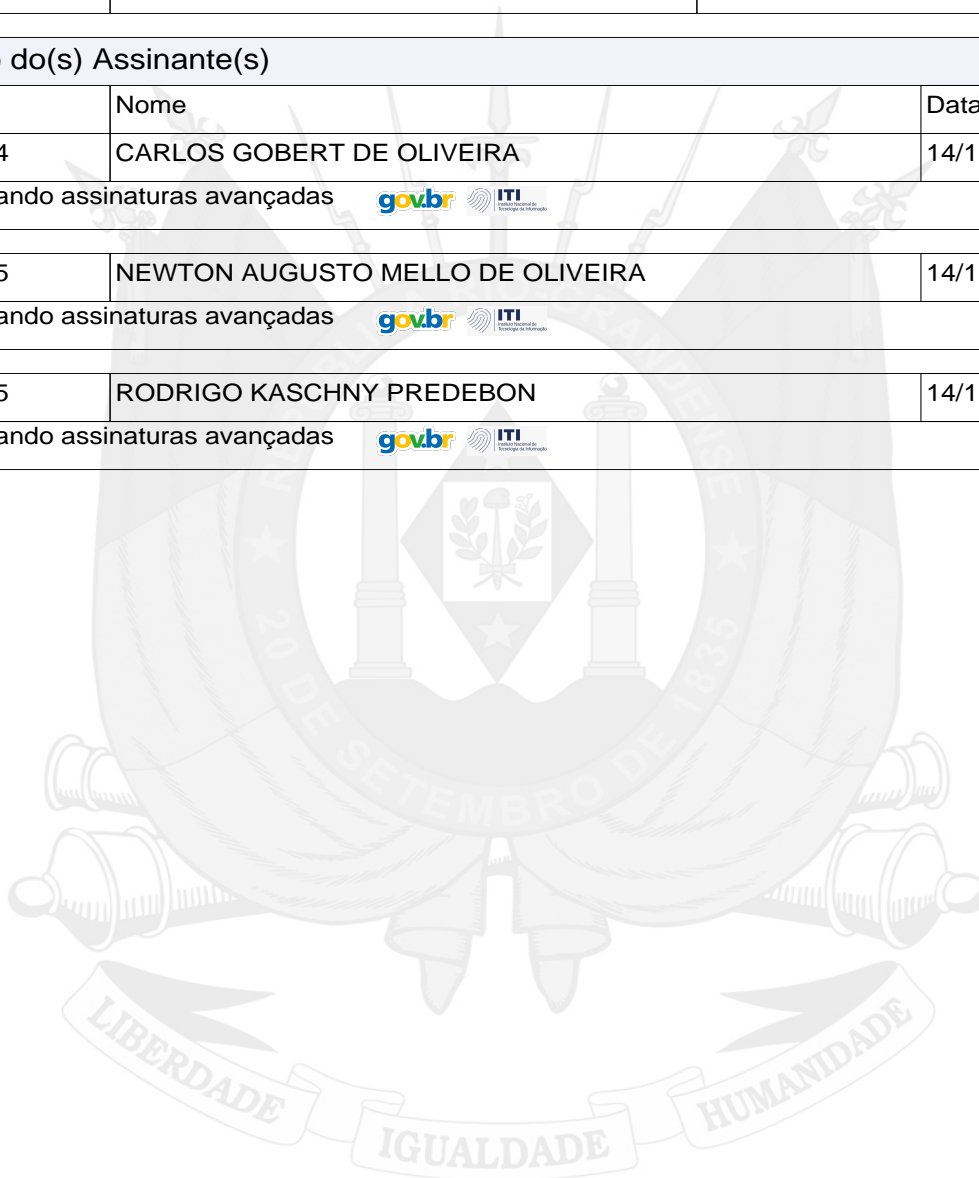 do(s) Assinante(s)
Nome Data
4 CARLOS GOBERT DE OLIVEIRA 14/1
ando assinaturas avançadas gov.br ITI
5 NEWTON AUGUSTO MELLO DE OLIVEIRA 14/1
ando assinaturas avançadas gov.br ITI
5 RODRIGO KASCHNY PREDEBON 14/1
ando assinaturas avançadas gov.br ITI
20 DE SETEMBRO DE 1835
LIBERDADE
IGUALDADE
HUMANIDADE